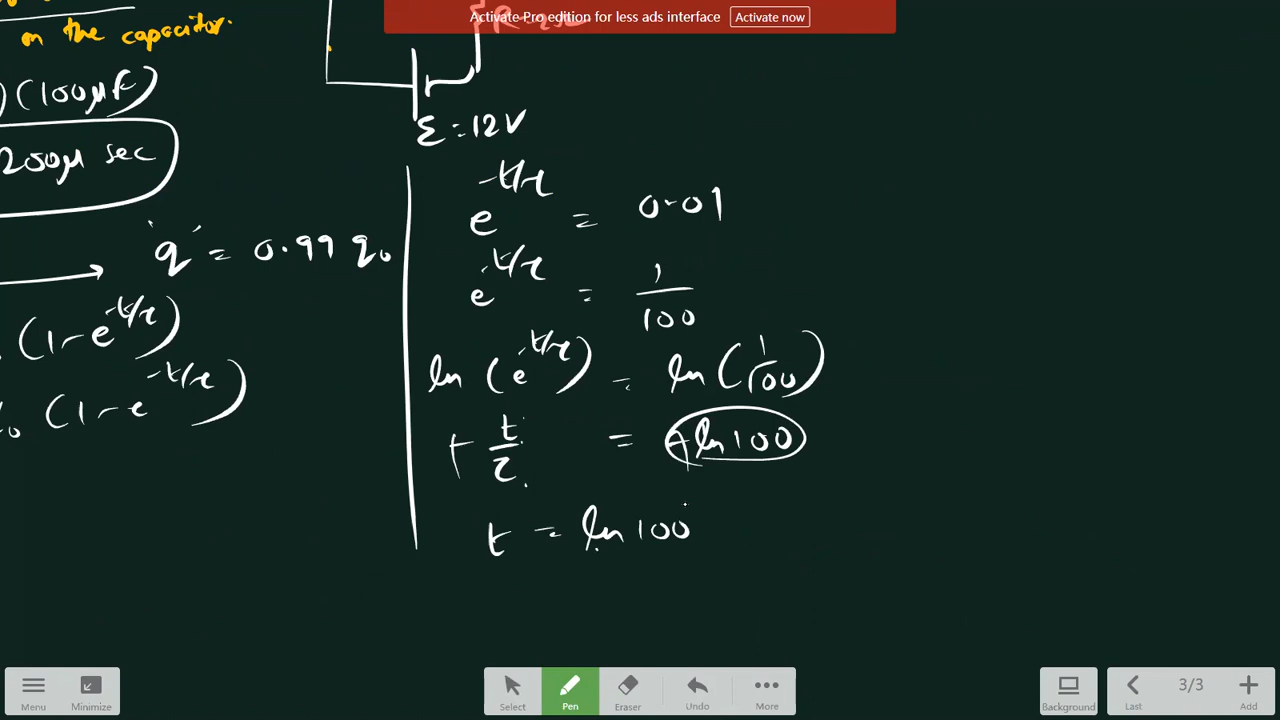 Activate Pro edition for less ads interface Activate now
on the capacitor.
) (100μF)
200μ sec
Ɛ = 12V
'q' = 0.99 q₀
(1-e^-t/τ)
₀ (1-e^-t/τ)
e^-t/τ = 0.01
e^-t/τ = 1/100
ln (e^-t/τ) = ln (1/100)
+ t/τ = + ln 100
t = ln 100
Menu
Minimize
Select
Pen
Eraser
Undo
More
Background
Last
3/3
Add